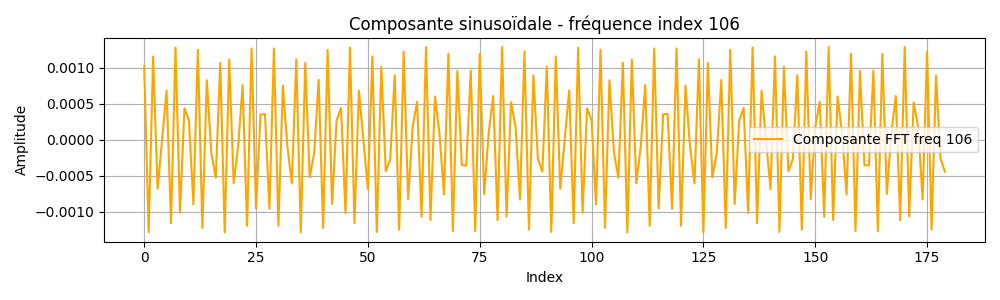 Composante sinusoïdale - fréquence index 106
Amplitude
0.0010
0.0005
0.0000
−0.0005
−0.0010
Composante FFT freq 106
0 25 50 75 100 125 150 175
Index